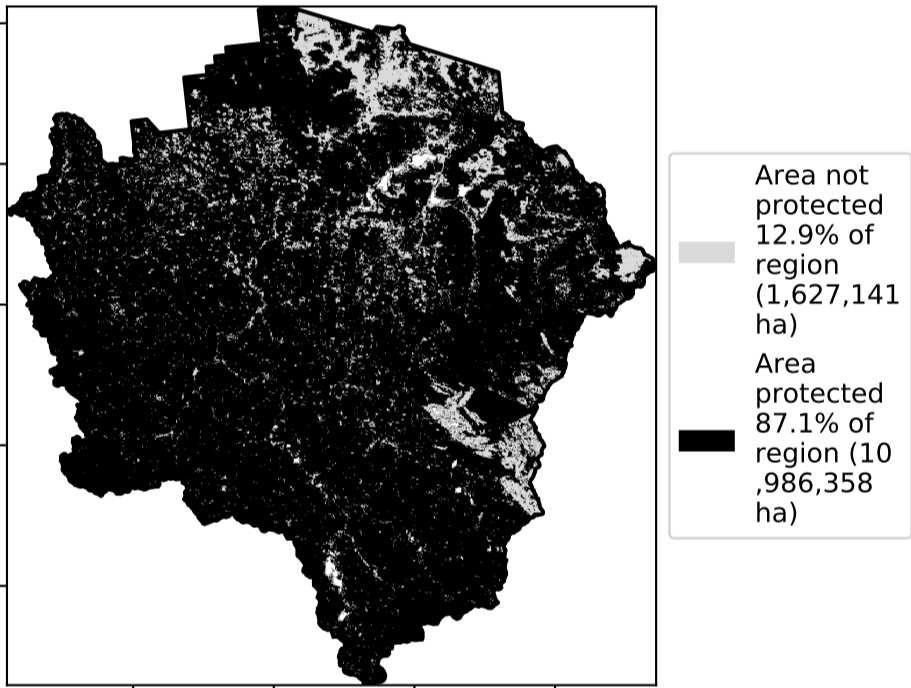 Area not
protected
12.9% of
region
(1,627,141
ha)
Area
protected
87.1% of
region (10
,986,358
ha)